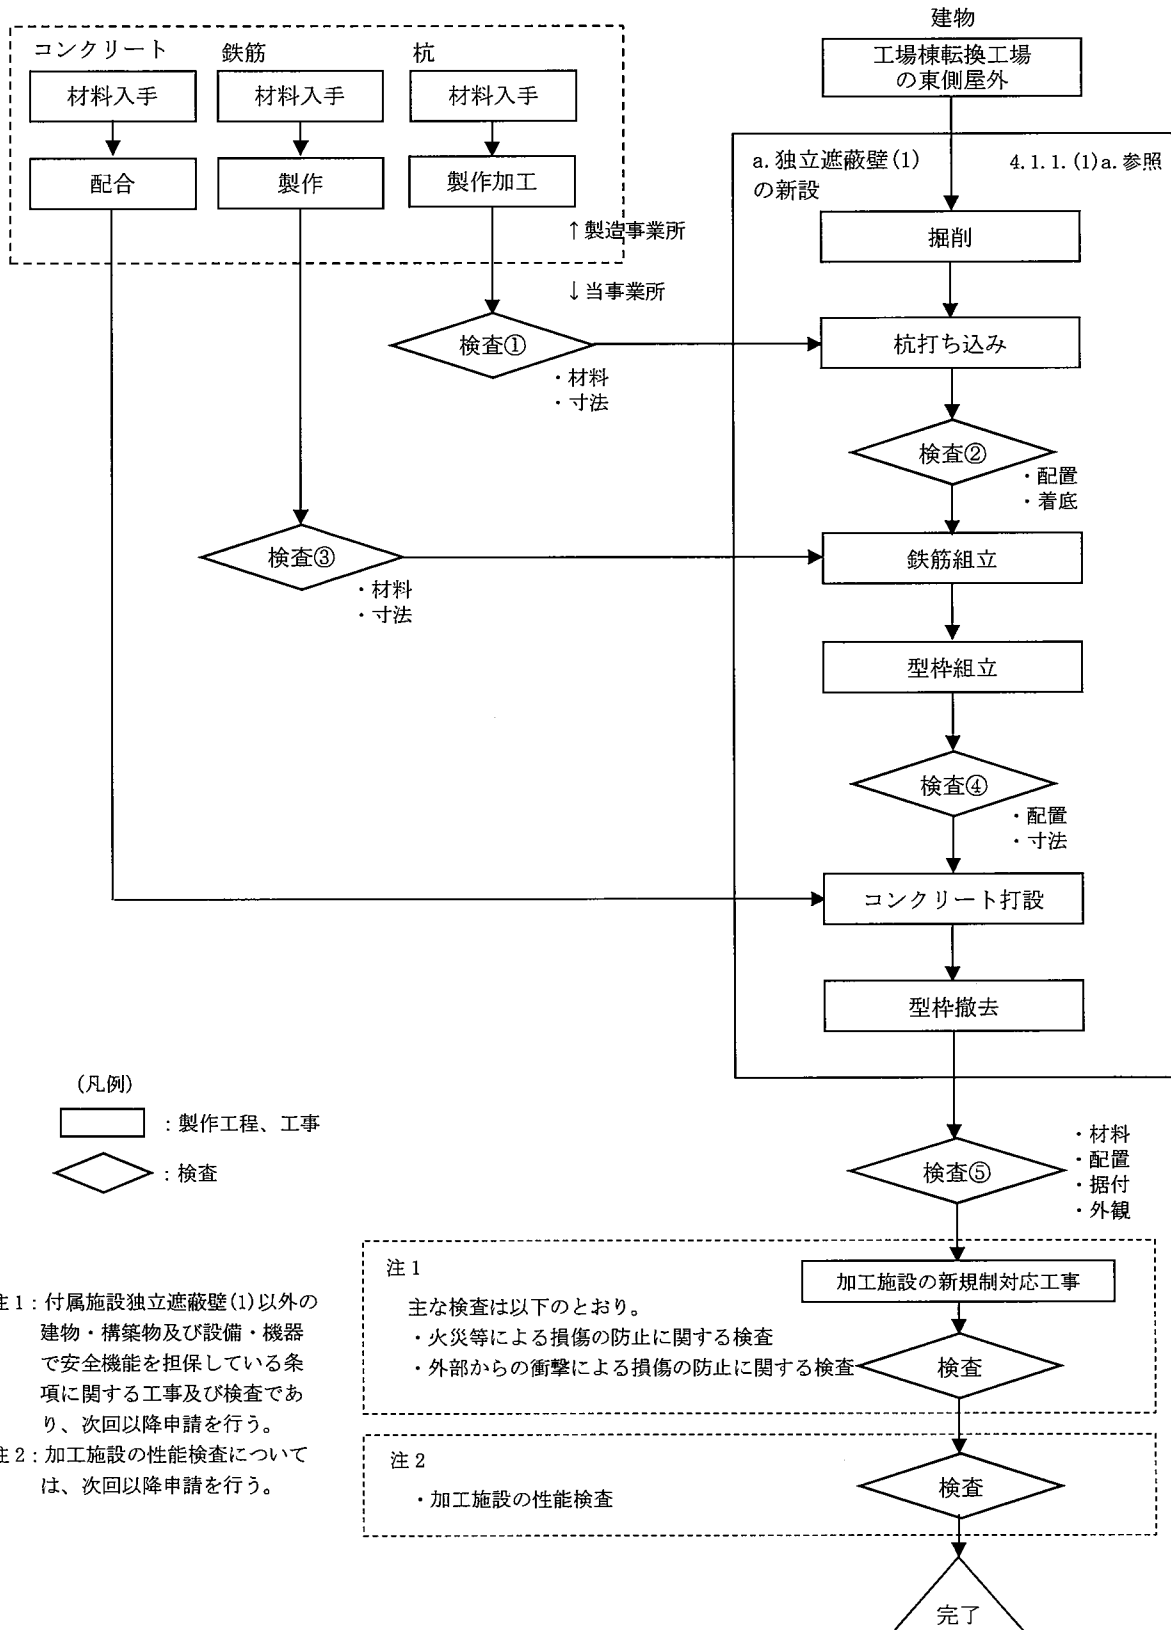 建物
工場棟転換工場
の東側屋外
コンクリート
鉄筋
杭
材料入手
材料入手
材料入手
配合
製作
製作加工
↑製造事業所
↓当事業所
a.独立遮蔽壁(1)
の新設
4.1.1.(1)a.参照
掘削
検査①
・材料
・寸法
杭打ち込み
検査②
・配置
・着底
検査③
・材料
・寸法
鉄筋組立
型枠組立
検査④
・配置
・寸法
コンクリート打設
型枠撤去
(凡例)
：製作工程、工事
：検査
検査⑤
・材料
・配置
・据付
・外観
注1
主な検査は以下のとおり。
・火災等による損傷の防止に関する検査
・外部からの衝撃による損傷の防止に関する検査
加工施設の新規制対応工事
検査
注2
・加工施設の性能検査
検査
完了
注1：付属施設独立遮蔽壁(1)以外の
建物・構築物及び設備・機器
で安全機能を担保している条
項に関する工事及び検査であ
り、次回以降申請を行う。
注2：加工施設の性能検査について
は、次回以降申請を行う。